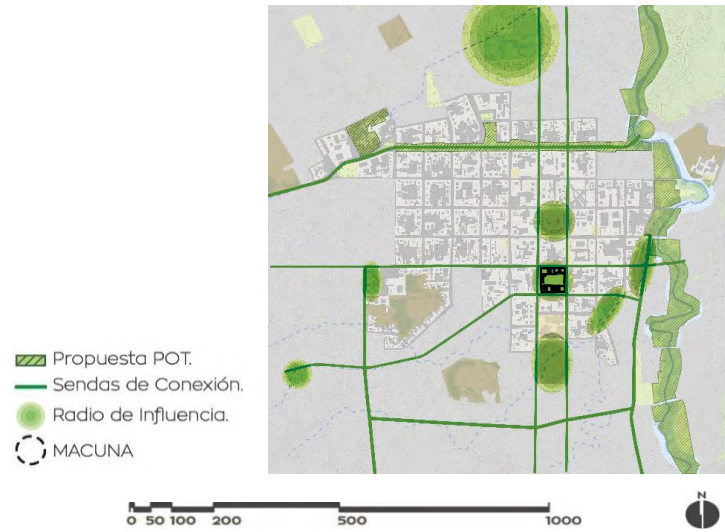 Propuesta POT.
Sendas de Conexión.
Radio de Influencia.
MACUNA
0 50 100 200 500 1000
N